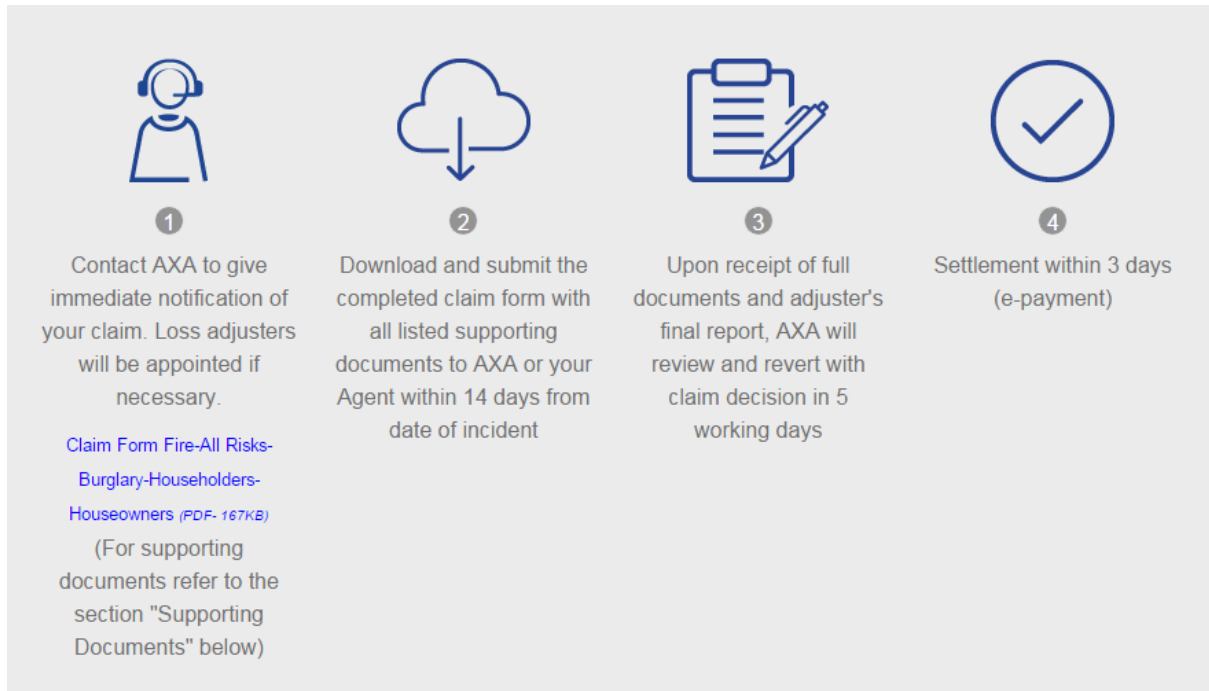 1
Contact AXA to give
immediate notification of
your claim. Loss adjusters
will be appointed if
necessary.
Claim Form Fire-All Risks-
Burglary-Householders-
Houseowners (PDF- 167KB)
(For supporting
documents refer to the
section "Supporting
Documents" below)
2
Download and submit the
completed claim form with
all listed supporting
documents to AXA or your
Agent within 14 days from
date of incident
3
Upon receipt of full
documents and adjuster's
final report, AXA will
review and revert with
claim decision in 5
working days
4
Settlement within 3 days
(e-payment)